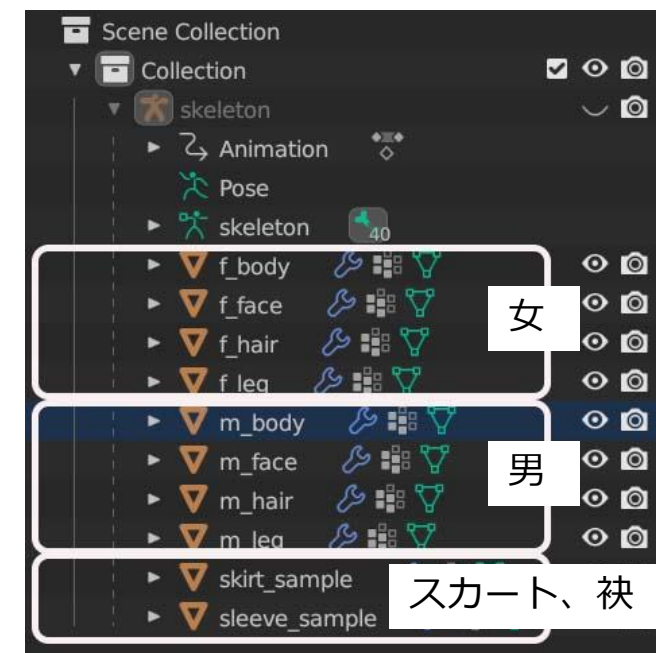 Scene Collection
Collection
skeleton
Animation
Pose
skeleton 40
f_body
f_face
女
f_hair
f_leg
m_body
m_face
男
m_hair
m_leg
skirt_sample
スカート、袂
sleeve_sample